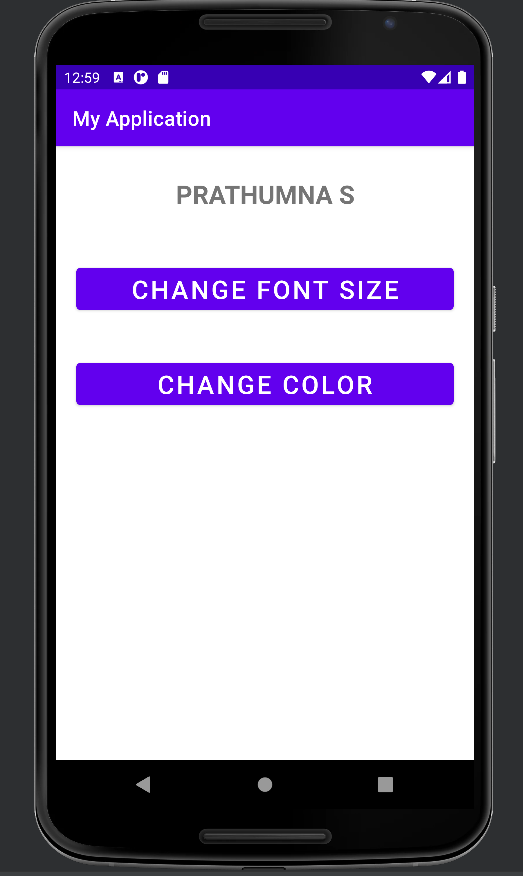 12:59
My Application
PRATHUMNA S
CHANGE FONT SIZE
CHANGE COLOR